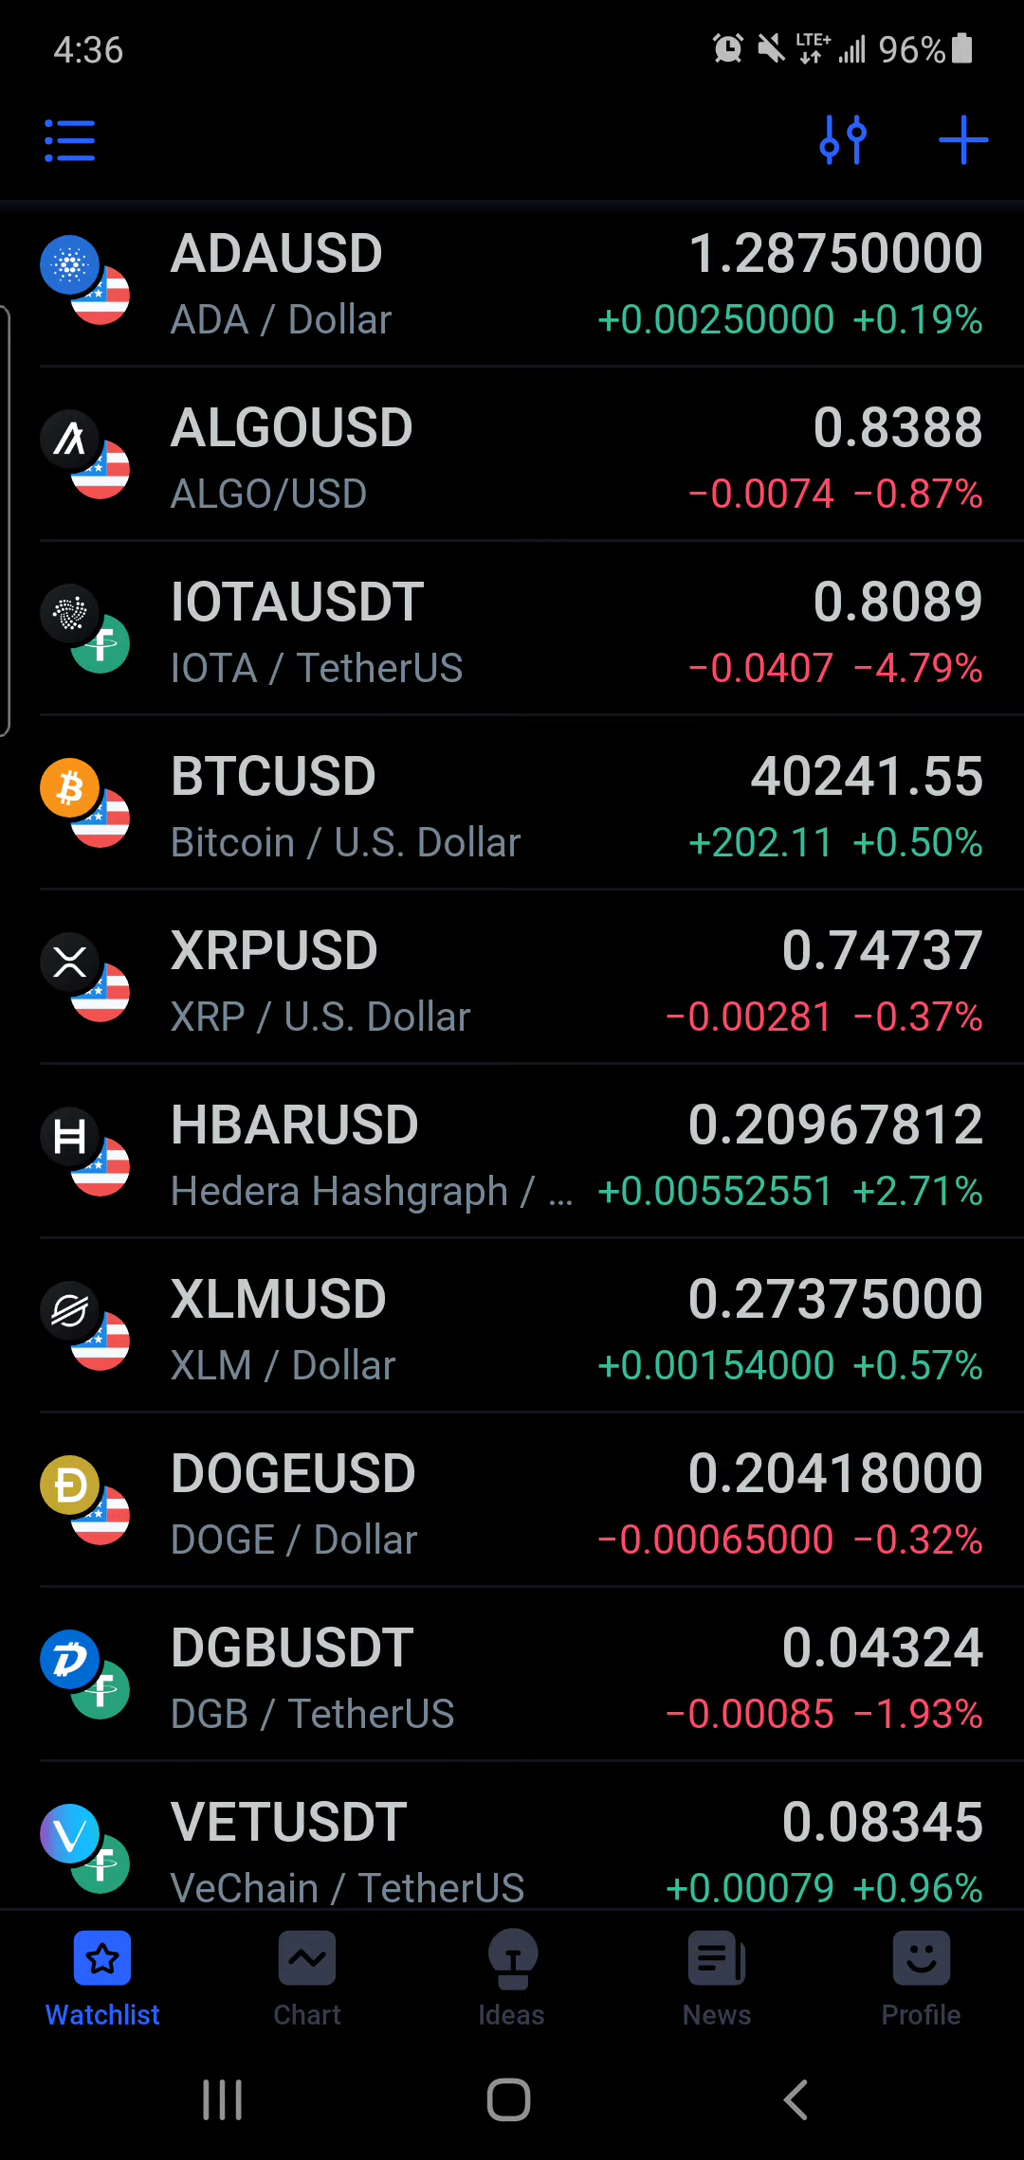 4:36 LTE+ 96%
ADAUSD 1.28750000
ADA / Dollar +0.00250000 +0.19%
ALGOUSD 0.8388
ALGO/USD −0.0074 −0.87%
IOTAUSDT 0.8089
IOTA / TetherUS −0.0407 −4.79%
BTCUSD 40241.55
Bitcoin / U.S. Dollar +202.11 +0.50%
XRPUSD 0.74737
XRP / U.S. Dollar −0.00281 −0.37%
HBARUSD 0.20967812
Hedera Hashgraph / ... +0.00552551 +2.71%
XLMUSD 0.27375000
XLM / Dollar +0.00154000 +0.57%
DOGEUSD 0.20418000
DOGE / Dollar −0.00065000 −0.32%
DGBUSDT 0.04324
DGB / TetherUS −0.00085 −1.93%
VETUSDT 0.08345
VeChain / TetherUS +0.00079 +0.96%
Watchlist Chart Ideas News Profile